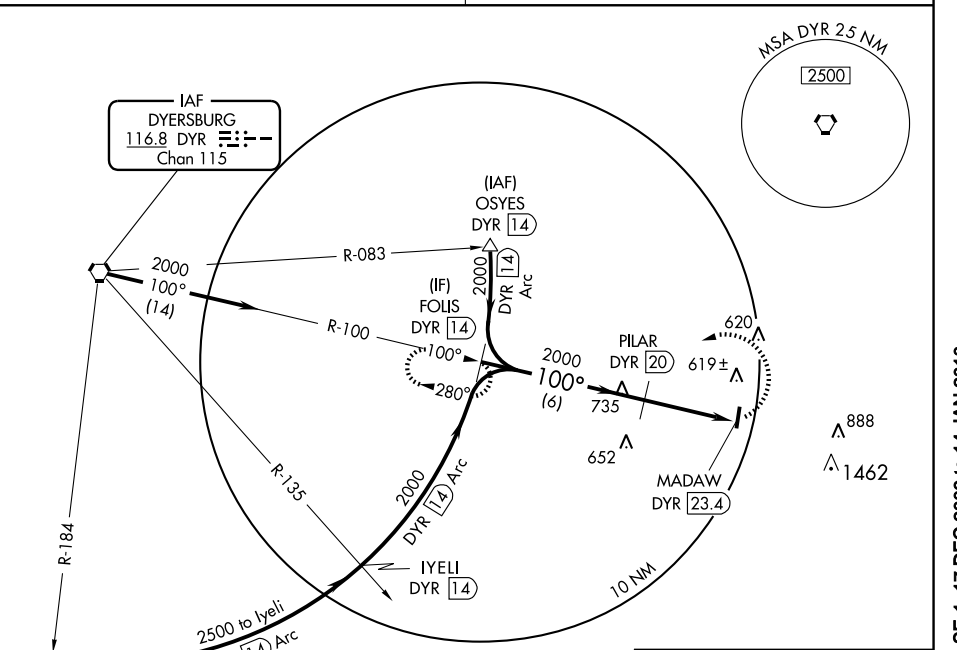 MSA DYR 25 NM
2500
IAF
DYERSBURG
116.8 DYR
Chan 115
(IAF)
OSYES
DYR 14
R-083
2000
100°
(14)
2000
DYR 14
Arc
(IF)
FOLIS
DYR 14
R-100
100°
280°
2000
100°
(6)
PILAR
DYR 20
735
619±
620
652
888
1462
MADAW
DYR 23.4
R-135
R-184
2000
DYR 14 Arc
IYELI
DYR 14
10 NM
2500 to Iyeli
14 Arc